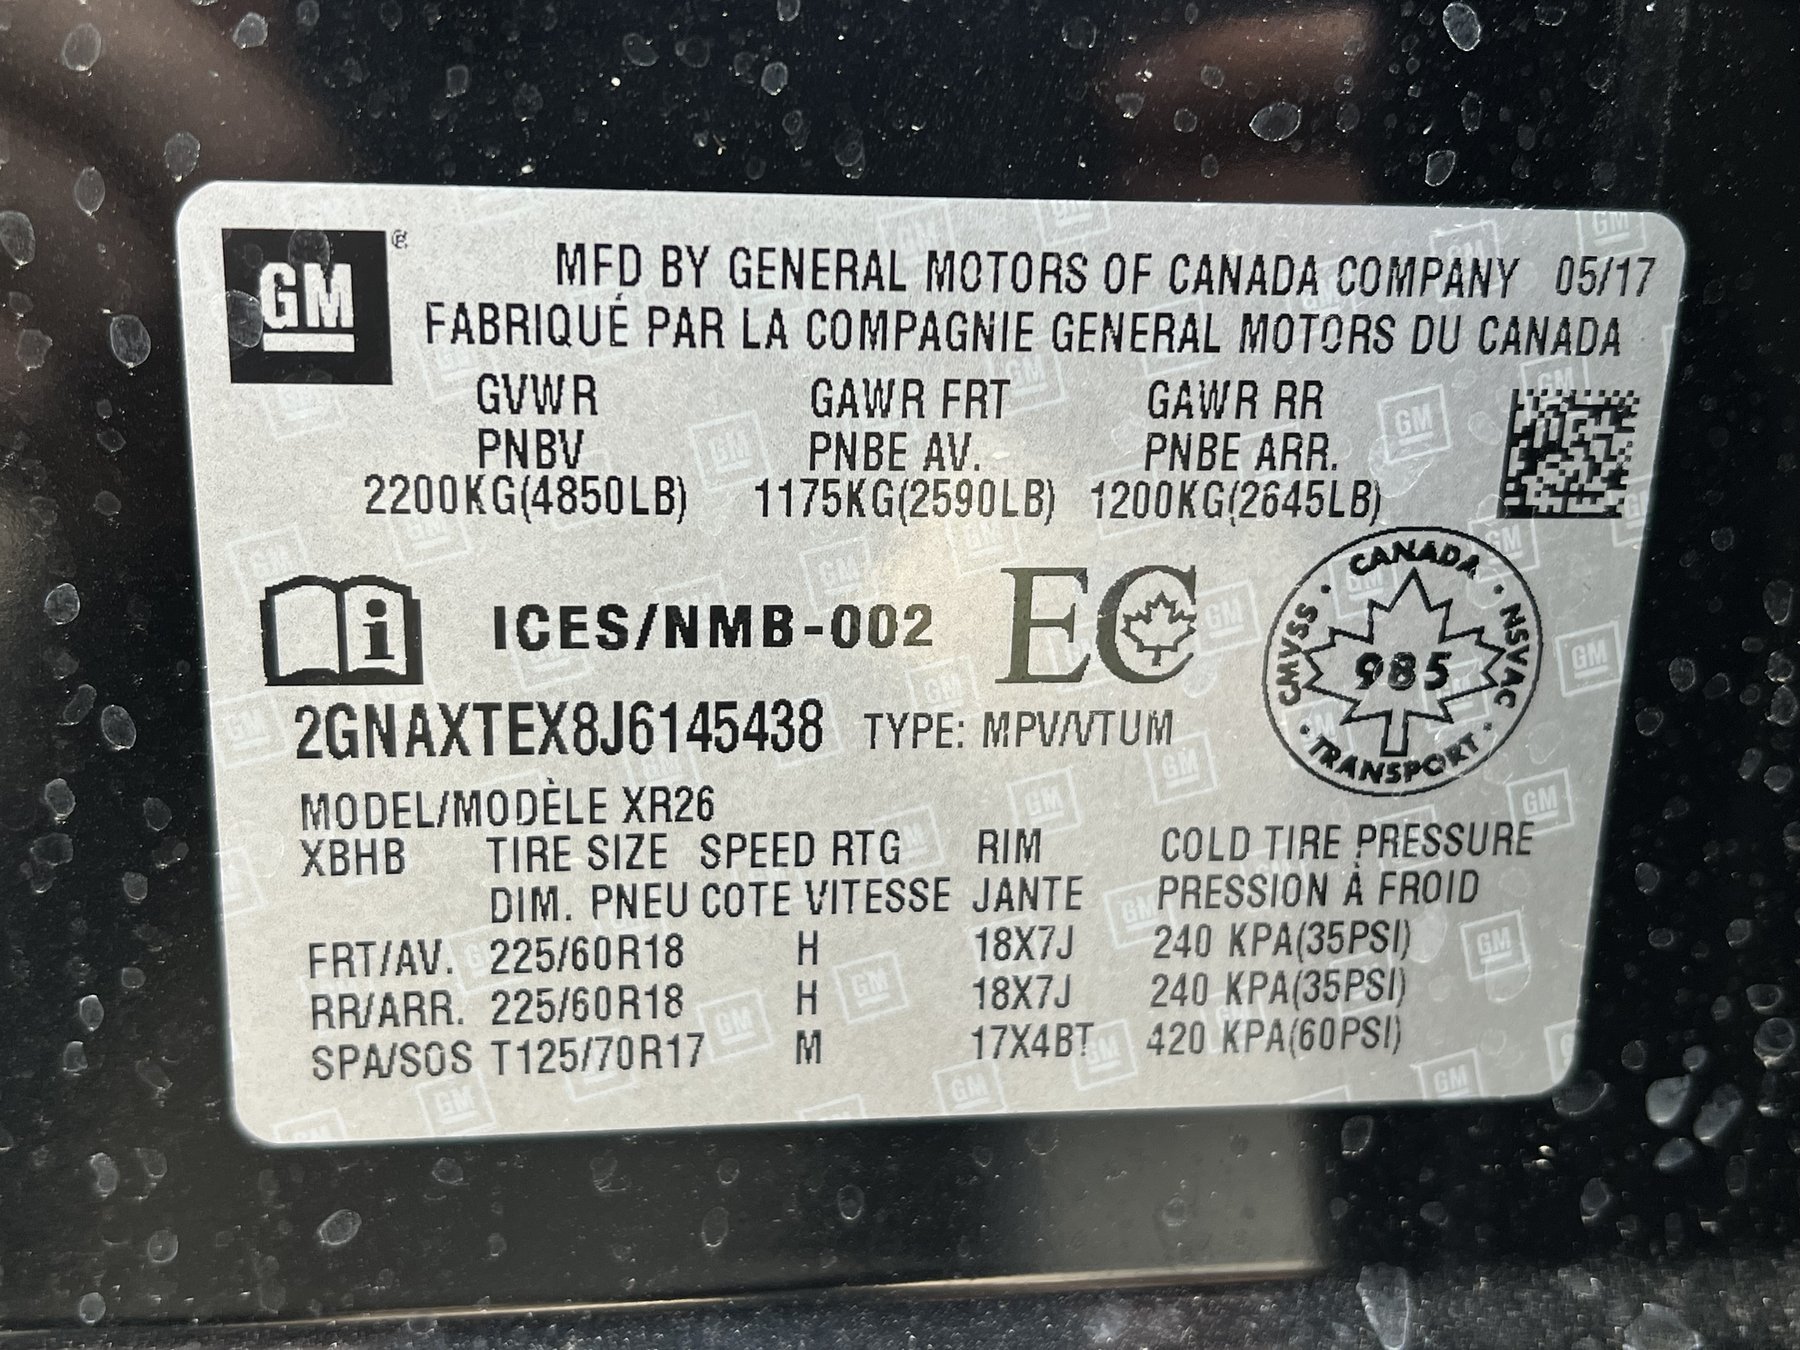 GM ®
MFD BY GENERAL MOTORS OF CANADA COMPANY 05/17
FABRIQUÉ PAR LA COMPAGNIE GENERAL MOTORS DU CANADA
GVWR GAWR FRT GAWR RR
PNBV PNBE AV. PNBE ARR.
2200KG(4850LB) 1175KG(2590LB) 1200KG(2645LB)
i ICES/NMB-002 EC
CANADA
CMVSS · 985 · NSVAC
· TRANSPORT ·
2GNAXTEX8J6145438 TYPE: MPV/VTUM
MODEL/MODÈLE XR26
XBHB TIRE SIZE SPEED RTG RIM COLD TIRE PRESSURE
DIM. PNEU COTE VITESSE JANTE PRESSION À FROID
FRT/AV. 225/60R18 H 18X7J 240 KPA(35PSI)
RR/ARR. 225/60R18 H 18X7J 240 KPA(35PSI)
SPA/SOS T125/70R17 M 17X4BT 420 KPA(60PSI)